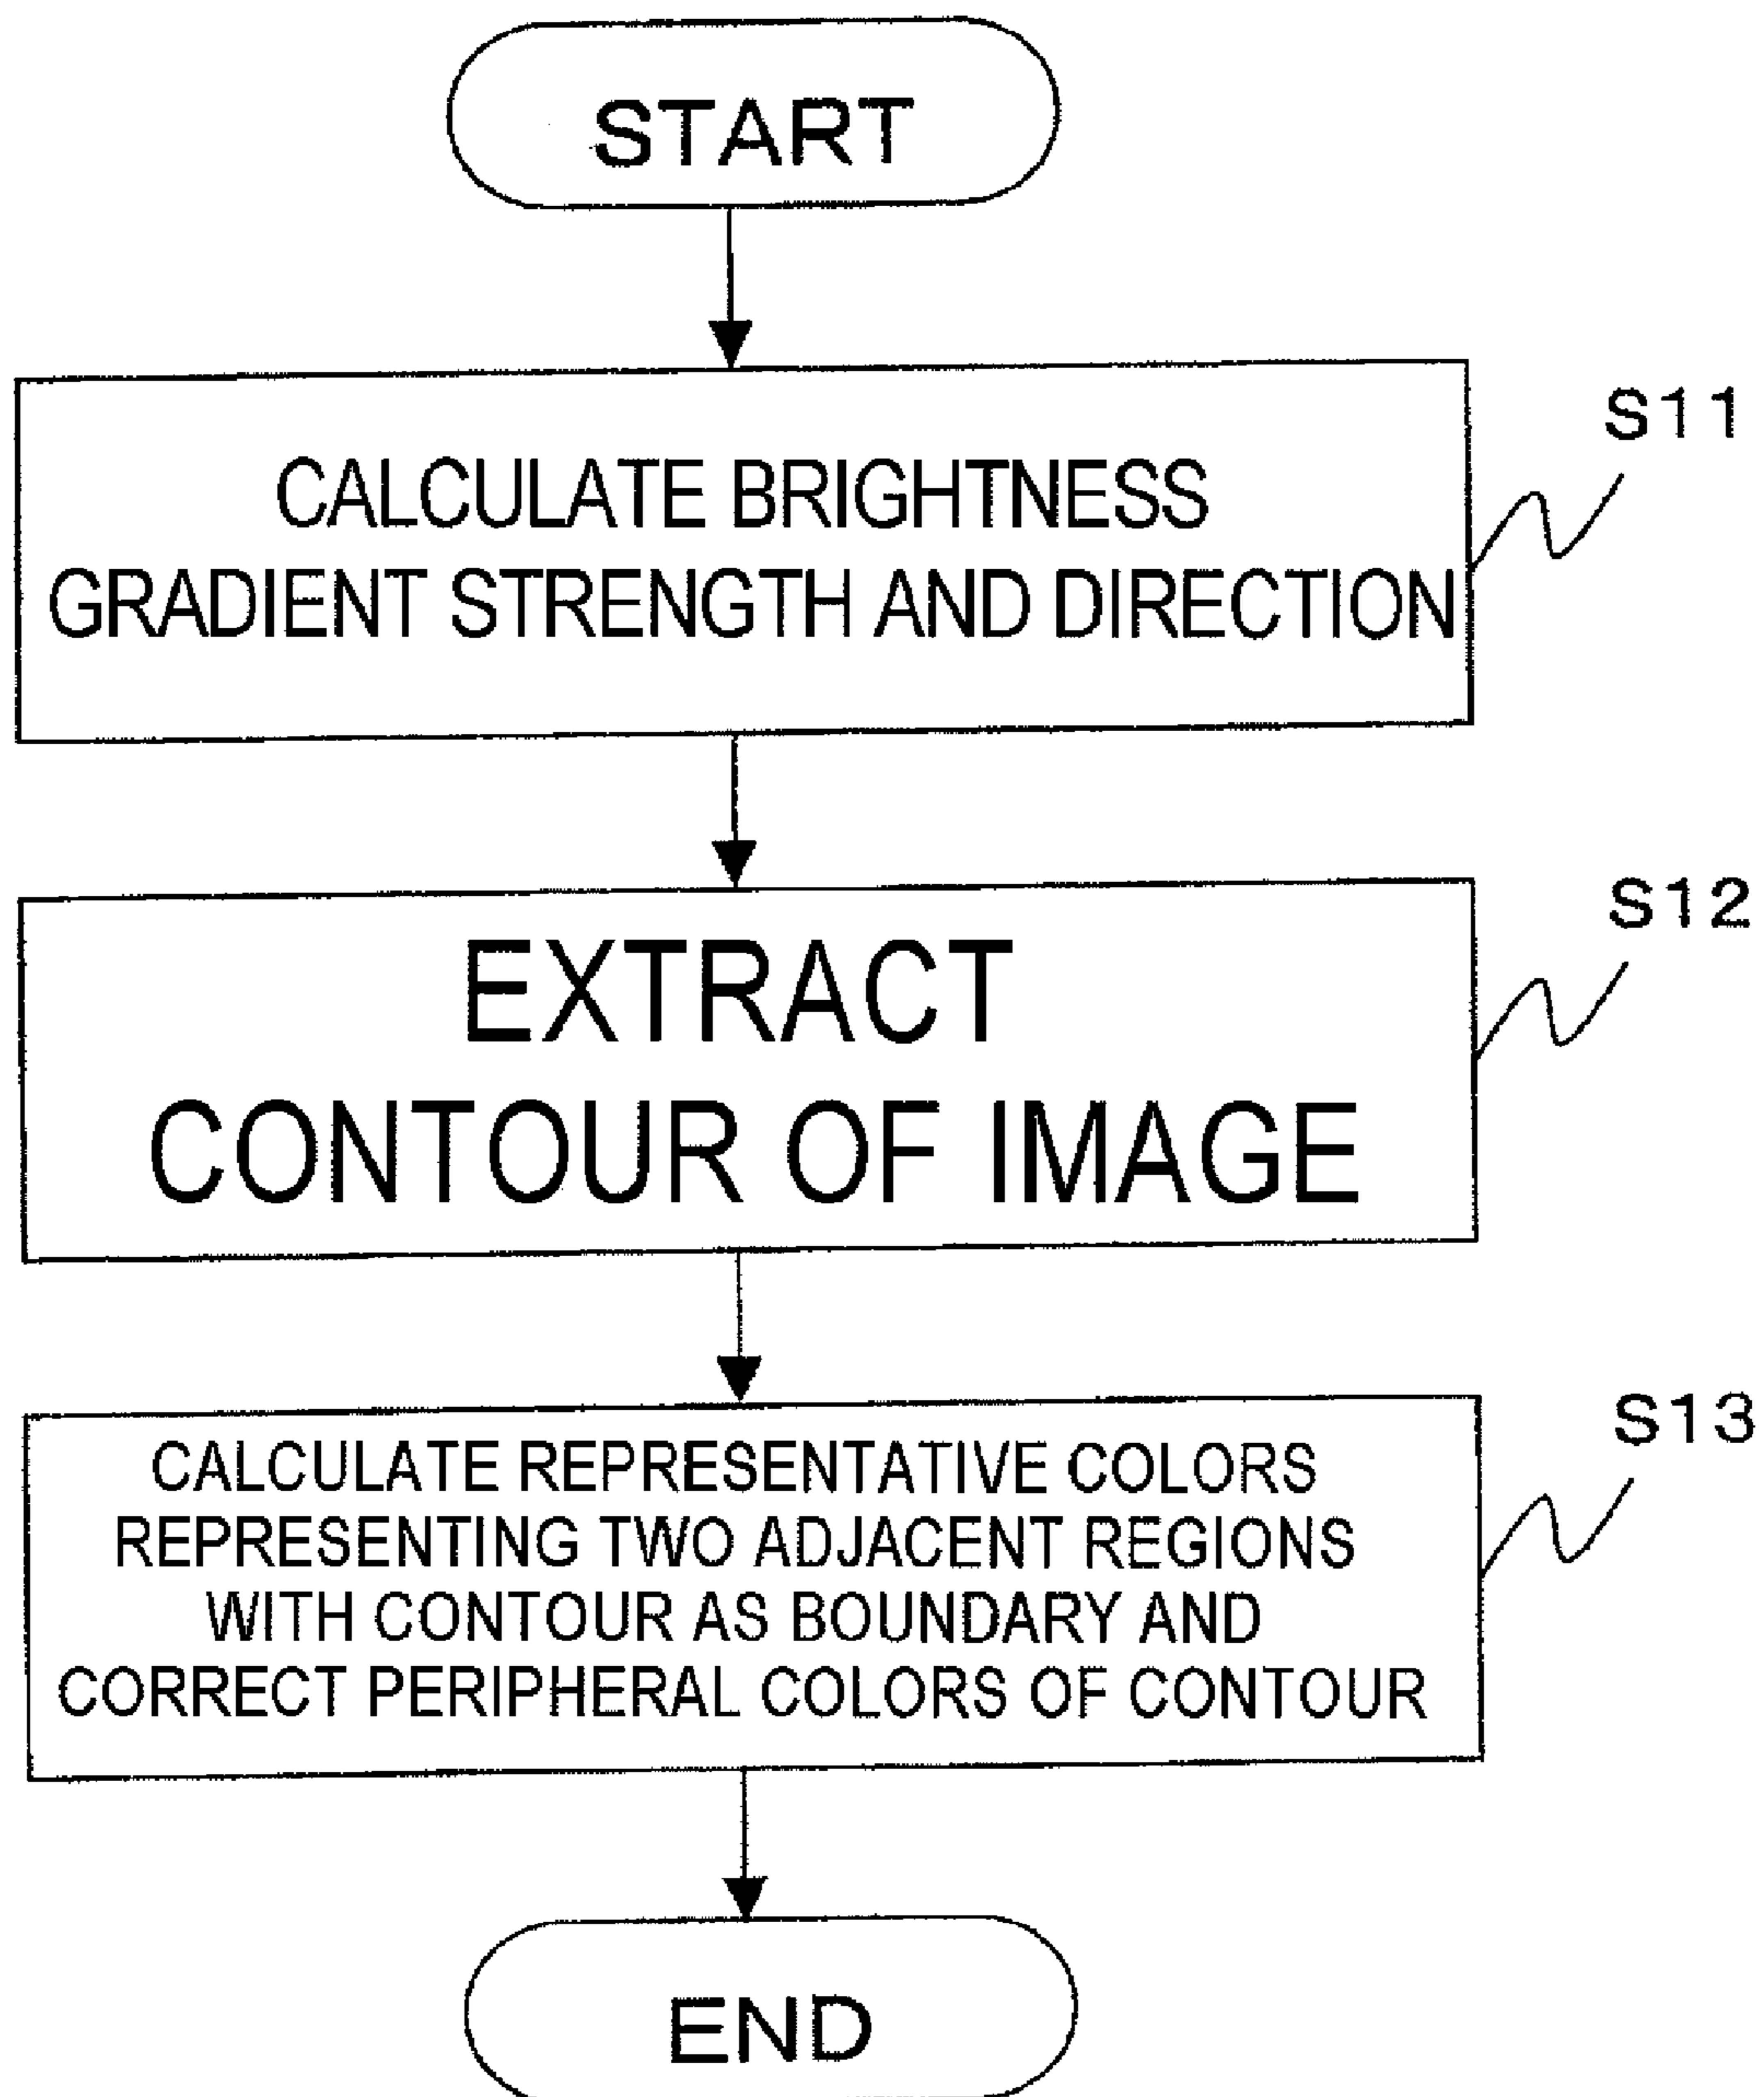 START
S11
CALCULATE BRIGHTNESS
GRADIENT STRENGTH AND DIRECTION
S12
EXTRACT
CONTOUR OF IMAGE
S13
CALCULATE REPRESENTATIVE COLORS
REPRESENTING TWO ADJACENT REGIONS
WITH CONTOUR AS BOUNDARY AND
CORRECT PERIPHERAL COLORS OF CONTOUR
END